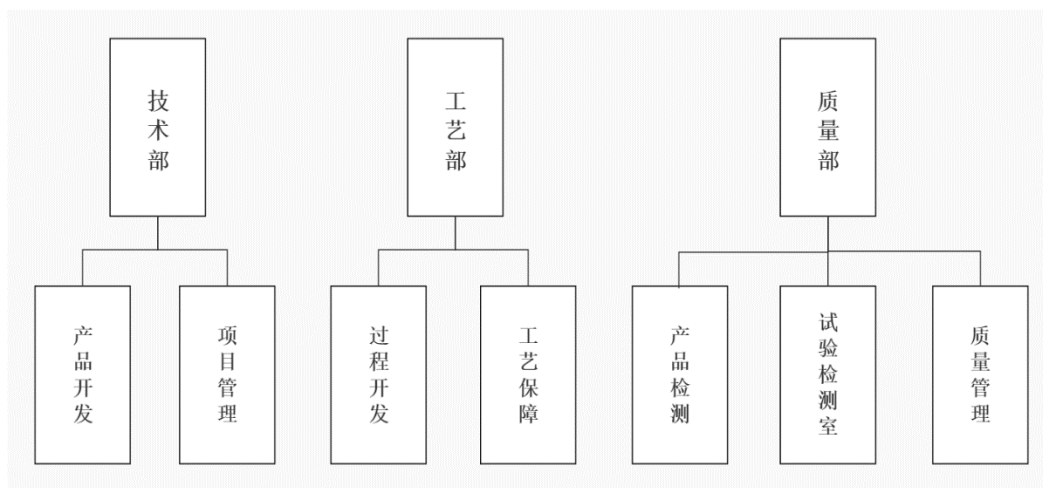 技术部
工艺部
质量部
产品开发
项目管理
过程开发
工艺保障
产品检测
试验检测室
质量管理